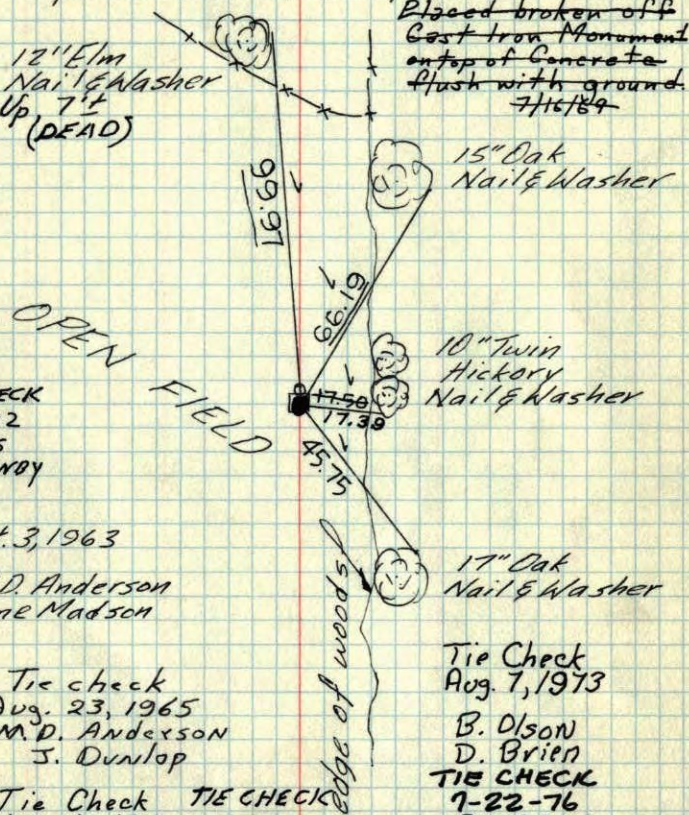 Placed broken off
Cast Iron Monument
on top of Concrete
flush with ground.
7/16/69
12" Elm
Nail & Washer
Up 7'±
(DEAD)
15" Oak
Nail & Washer
66.19
OPEN FIELD
10" Twin
Hickory
Nail & Washer
17.50
17.39
45.75
17" Oak
Nail & Washer
edge of woods
3, 1963
D. Anderson
Madson
Tie check
Aug. 23, 1965
M.D. Anderson
J. Dunlop
Tie Check
TIE CHECK
Tie Check
Aug. 7, 1973
B. Olson
D. Brien
TIE CHECK
7-22-76